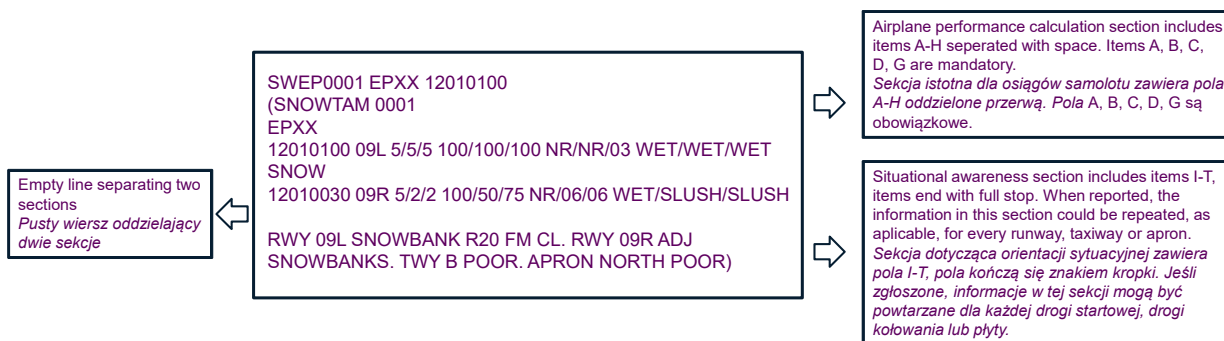 Empty line separating two
sections
Pusty wiersz oddzielający
dwie sekcje
SWEP0001 EPXX 12010100
(SNOWTAM 0001
EPXX
12010100 09L 5/5/5 100/100/100 NR/NR/03 WET/WET/WET
SNOW
12010030 09R 5/2/2 100/50/75 NR/06/06 WET/SLUSH/SLUSH
RWY 09L SNOWBANK R20 FM CL. RWY 09R ADJ
SNOWBANKS. TWY B POOR. APRON NORTH POOR)
Airplane performance calculation section includes
items A-H seperated with space. Items A, B, C,
D, G are mandatory.
Sekcja istotna dla osiągów samolotu zawiera pola
A-H oddzielone przerwą. Pola A, B, C, D, G są
obowiązkowe.
Situational awareness section includes items I-T,
items end with full stop. When reported, the
information in this section could be repeated, as
aplicable, for every runway, taxiway or apron.
Sekcja dotycząca orientacji sytuacyjnej zawiera
pola I-T, pola kończą się znakiem kropki. Jeśli
zgłoszone, informacje w tej sekcji mogą być
powtarzane dla każdej drogi startowej, drogi
kołowania lub płyty.